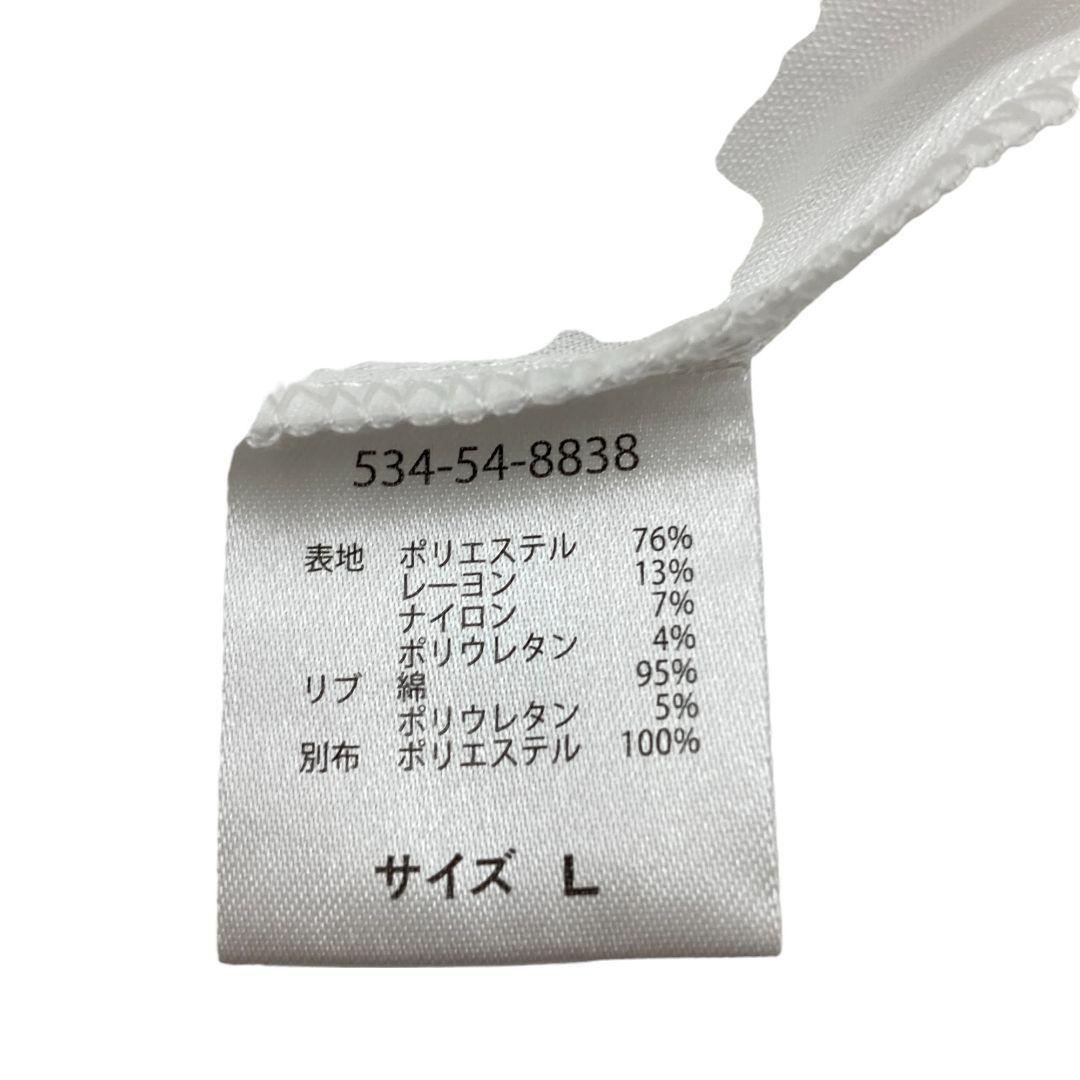 534-54-8838
表地 ポリエステル 76%
レーヨン 13%
ナイロン 7%
ポリウレタン 4%
リブ 綿 95%
ポリウレタン 5%
別布 ポリエステル 100%
サイズ L